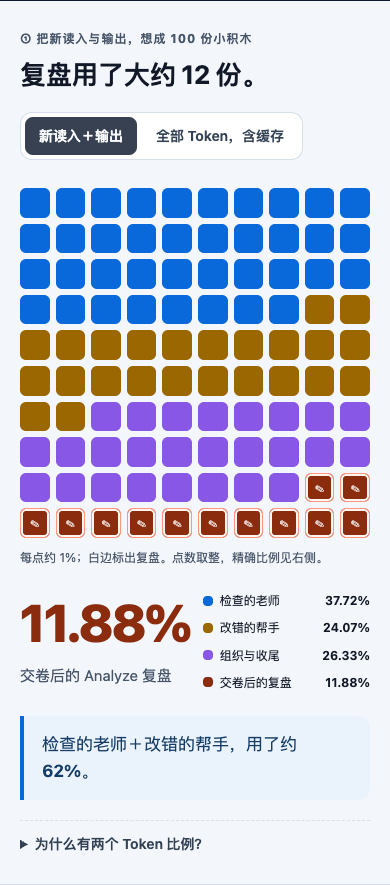 ① 把新读入与输出，想成 100 份小积木
复盘用了大约 12 份。
新读入＋输出
全部 Token，含缓存
每点约 1%；白边标出复盘。点数取整，精确比例见右侧。
11.88%
交卷后的 Analyze 复盘
检查的老师 37.72%
改错的帮手 24.07%
组织与收尾 26.33%
交卷后的复盘 11.88%
检查的老师＋改错的帮手，用了约
62%。
▶ 为什么有两个 Token 比例？